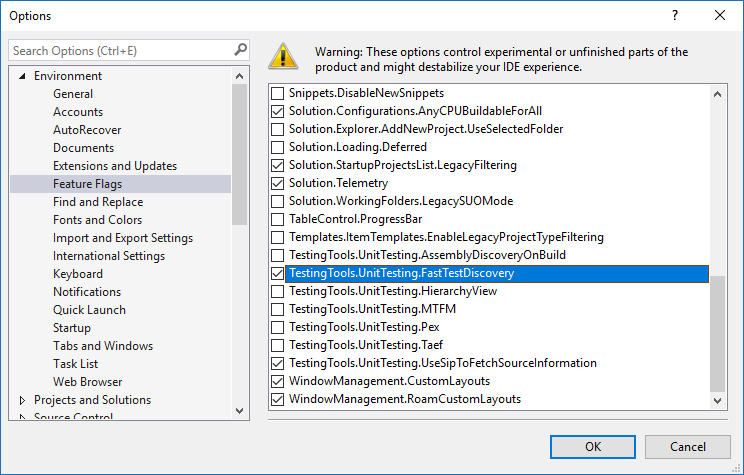 Options
Search Options (Ctrl+E)
Environment
General
Accounts
AutoRecover
Documents
Extensions and Updates
Feature Flags
Find and Replace
Fonts and Colors
Import and Export Settings
International Settings
Keyboard
Notifications
Quick Launch
Startup
Tabs and Windows
Task List
Web Browser
Projects and Solutions
Source Control
Warning: These options control experimental or unfinished parts of the
product and might destabilize your IDE experience.
Snippets.DisableNewSnippets
Solution.Configurations.AnyCPUBuildableForAll
Solution.Explorer.AddNewProject.UseSelectedFolder
Solution.Loading.Deferred
Solution.StartupProjectsList.LegacyFiltering
Solution.Telemetry
Solution.WorkingFolders.LegacySUOMode
TableControl.ProgressBar
Templates.ItemTemplates.EnableLegacyProjectTypeFiltering
TestingTools.UnitTesting.AssemblyDiscoveryOnBuild
TestingTools.UnitTesting.FastTestDiscovery
TestingTools.UnitTesting.HierarchyView
TestingTools.UnitTesting.MTFM
TestingTools.UnitTesting.Pex
TestingTools.UnitTesting.Taef
TestingTools.UnitTesting.UseSipToFetchSourceInformation
WindowManagement.CustomLayouts
WindowManagement.RoamCustomLayouts
OK
Cancel